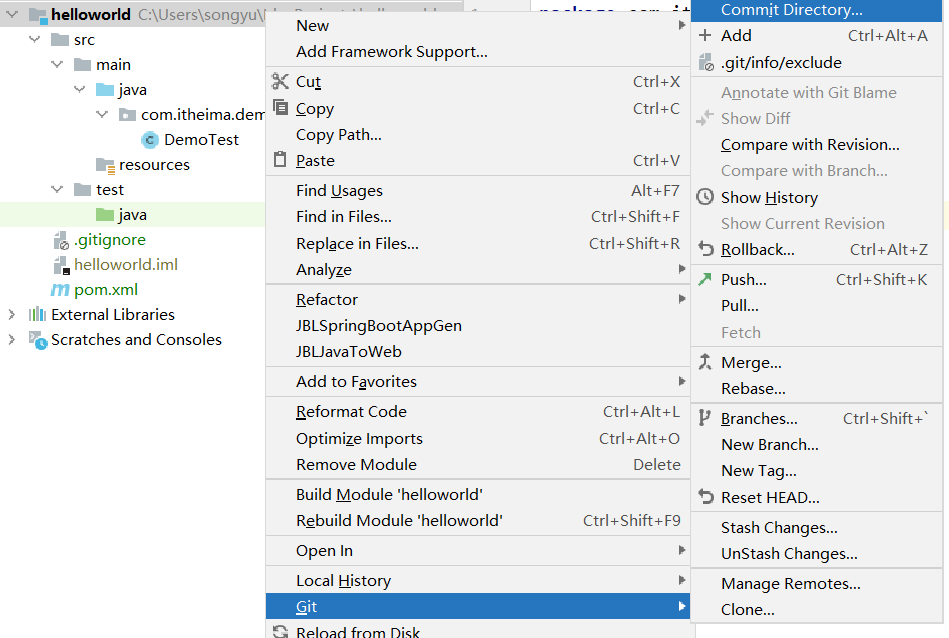 helloworld C:\Users\songyu\
src
main
java
com.itheima.dem
DemoTest
resources
test
java
.gitignore
helloworld.iml
pom.xml
External Libraries
Scratches and Consoles
New
Add Framework Support...
Cut Ctrl+X
Copy Ctrl+C
Copy Path...
Paste Ctrl+V
Find Usages Alt+F7
Find in Files... Ctrl+Shift+F
Replace in Files... Ctrl+Shift+R
Analyze
Refactor
JBLSpringBootAppGen
JBLJavaToWeb
Add to Favorites
Reformat Code Ctrl+Alt+L
Optimize Imports Ctrl+Alt+O
Remove Module Delete
Build Module 'helloworld'
Rebuild Module 'helloworld' Ctrl+Shift+F9
Open In
Local History
Git
Reload from Disk
Commit Directory...
Add Ctrl+Alt+A
.git/info/exclude
Annotate with Git Blame
Show Diff
Compare with Revision...
Compare with Branch...
Show History
Show Current Revision
Rollback... Ctrl+Alt+Z
Push... Ctrl+Shift+K
Pull...
Fetch
Merge...
Rebase...
Branches... Ctrl+Shift+`
New Branch...
New Tag...
Reset HEAD...
Stash Changes...
UnStash Changes...
Manage Remotes...
Clone...